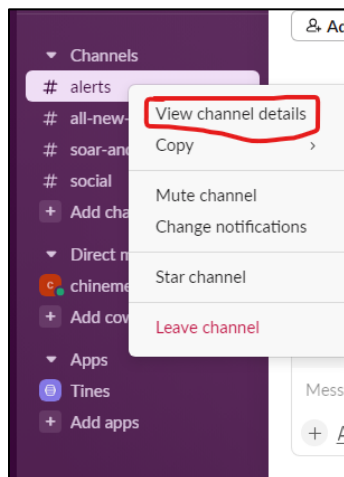 Ad
Channels
# alerts
# all-new-
# soar-and
# social
+ Add cha
Direct m
c chineme
+ Add cow
Apps
Tines
+ Add apps
View channel details
Copy >
Mute channel
Change notifications
Star channel
Leave channel
Mess
+ A